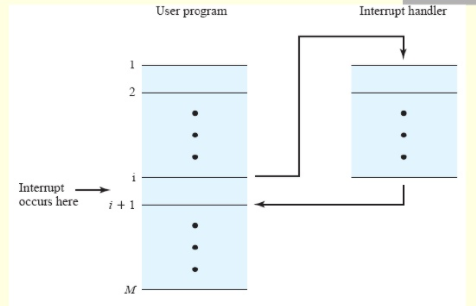 User program
Interrupt handler
1
2
i
Interrupt
occurs here
i + 1
M